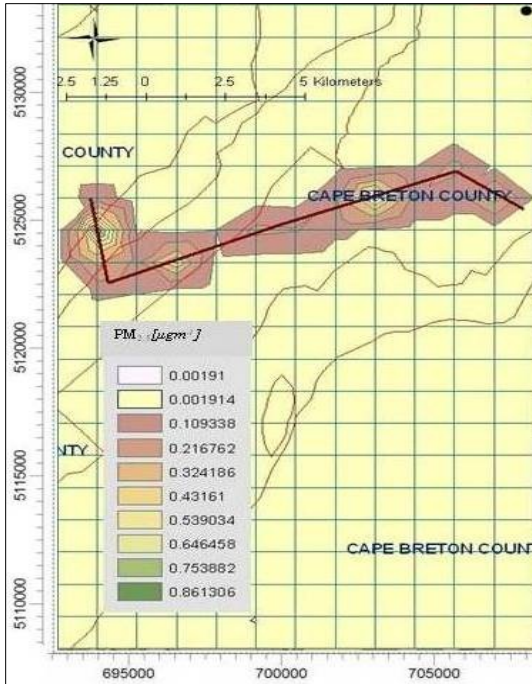 2.5 1.25 0 2.5 5 Kilometers
5130000
COUNTY
CAPE BRETON COUNTY
5125000
5120000
PM [µgm]
0.00191
0.001914
0.109338
0.216762
0.324186
0.43161
0.539034
0.646458
0.753882
0.861306
NTY
5115000
CAPE BRETON COUNT
5110000
695000 700000 705000